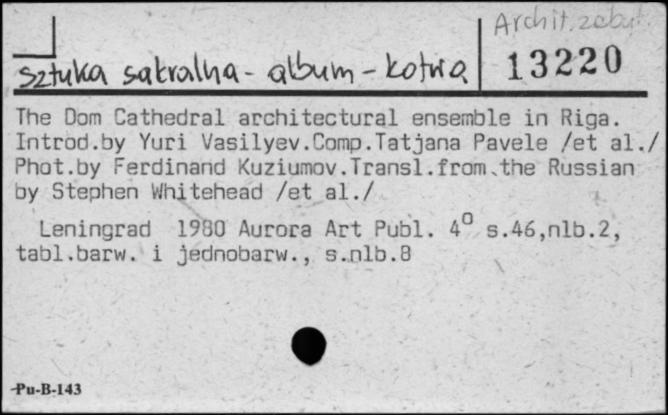 Archit. zabyt.
sztuka sakralna - album - Łotwa
13220
The Dom Cathedral architectural ensemble in Riga.
Introd.by Yuri Vasilyev.Comp.Tatjana Pavele /et al./
Phot.by Ferdinand Kuziumov.Transl.from the Russian
by Stephen Whitehead /et al./
Leningrad 1980 Aurora Art Publ. 4⁰ s.46,nlb.2,
tabl.barw. i jednobarw., s.nlb.8
Pu-B-143